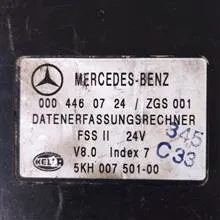 MERCEDES-BENZ
000 446 07 24 / ZGS 001
DATENERFASSUNGSRECHNER
FSS II 24V
V8.0 Index 7
5KH 007 501-00
HELLA
345
C33